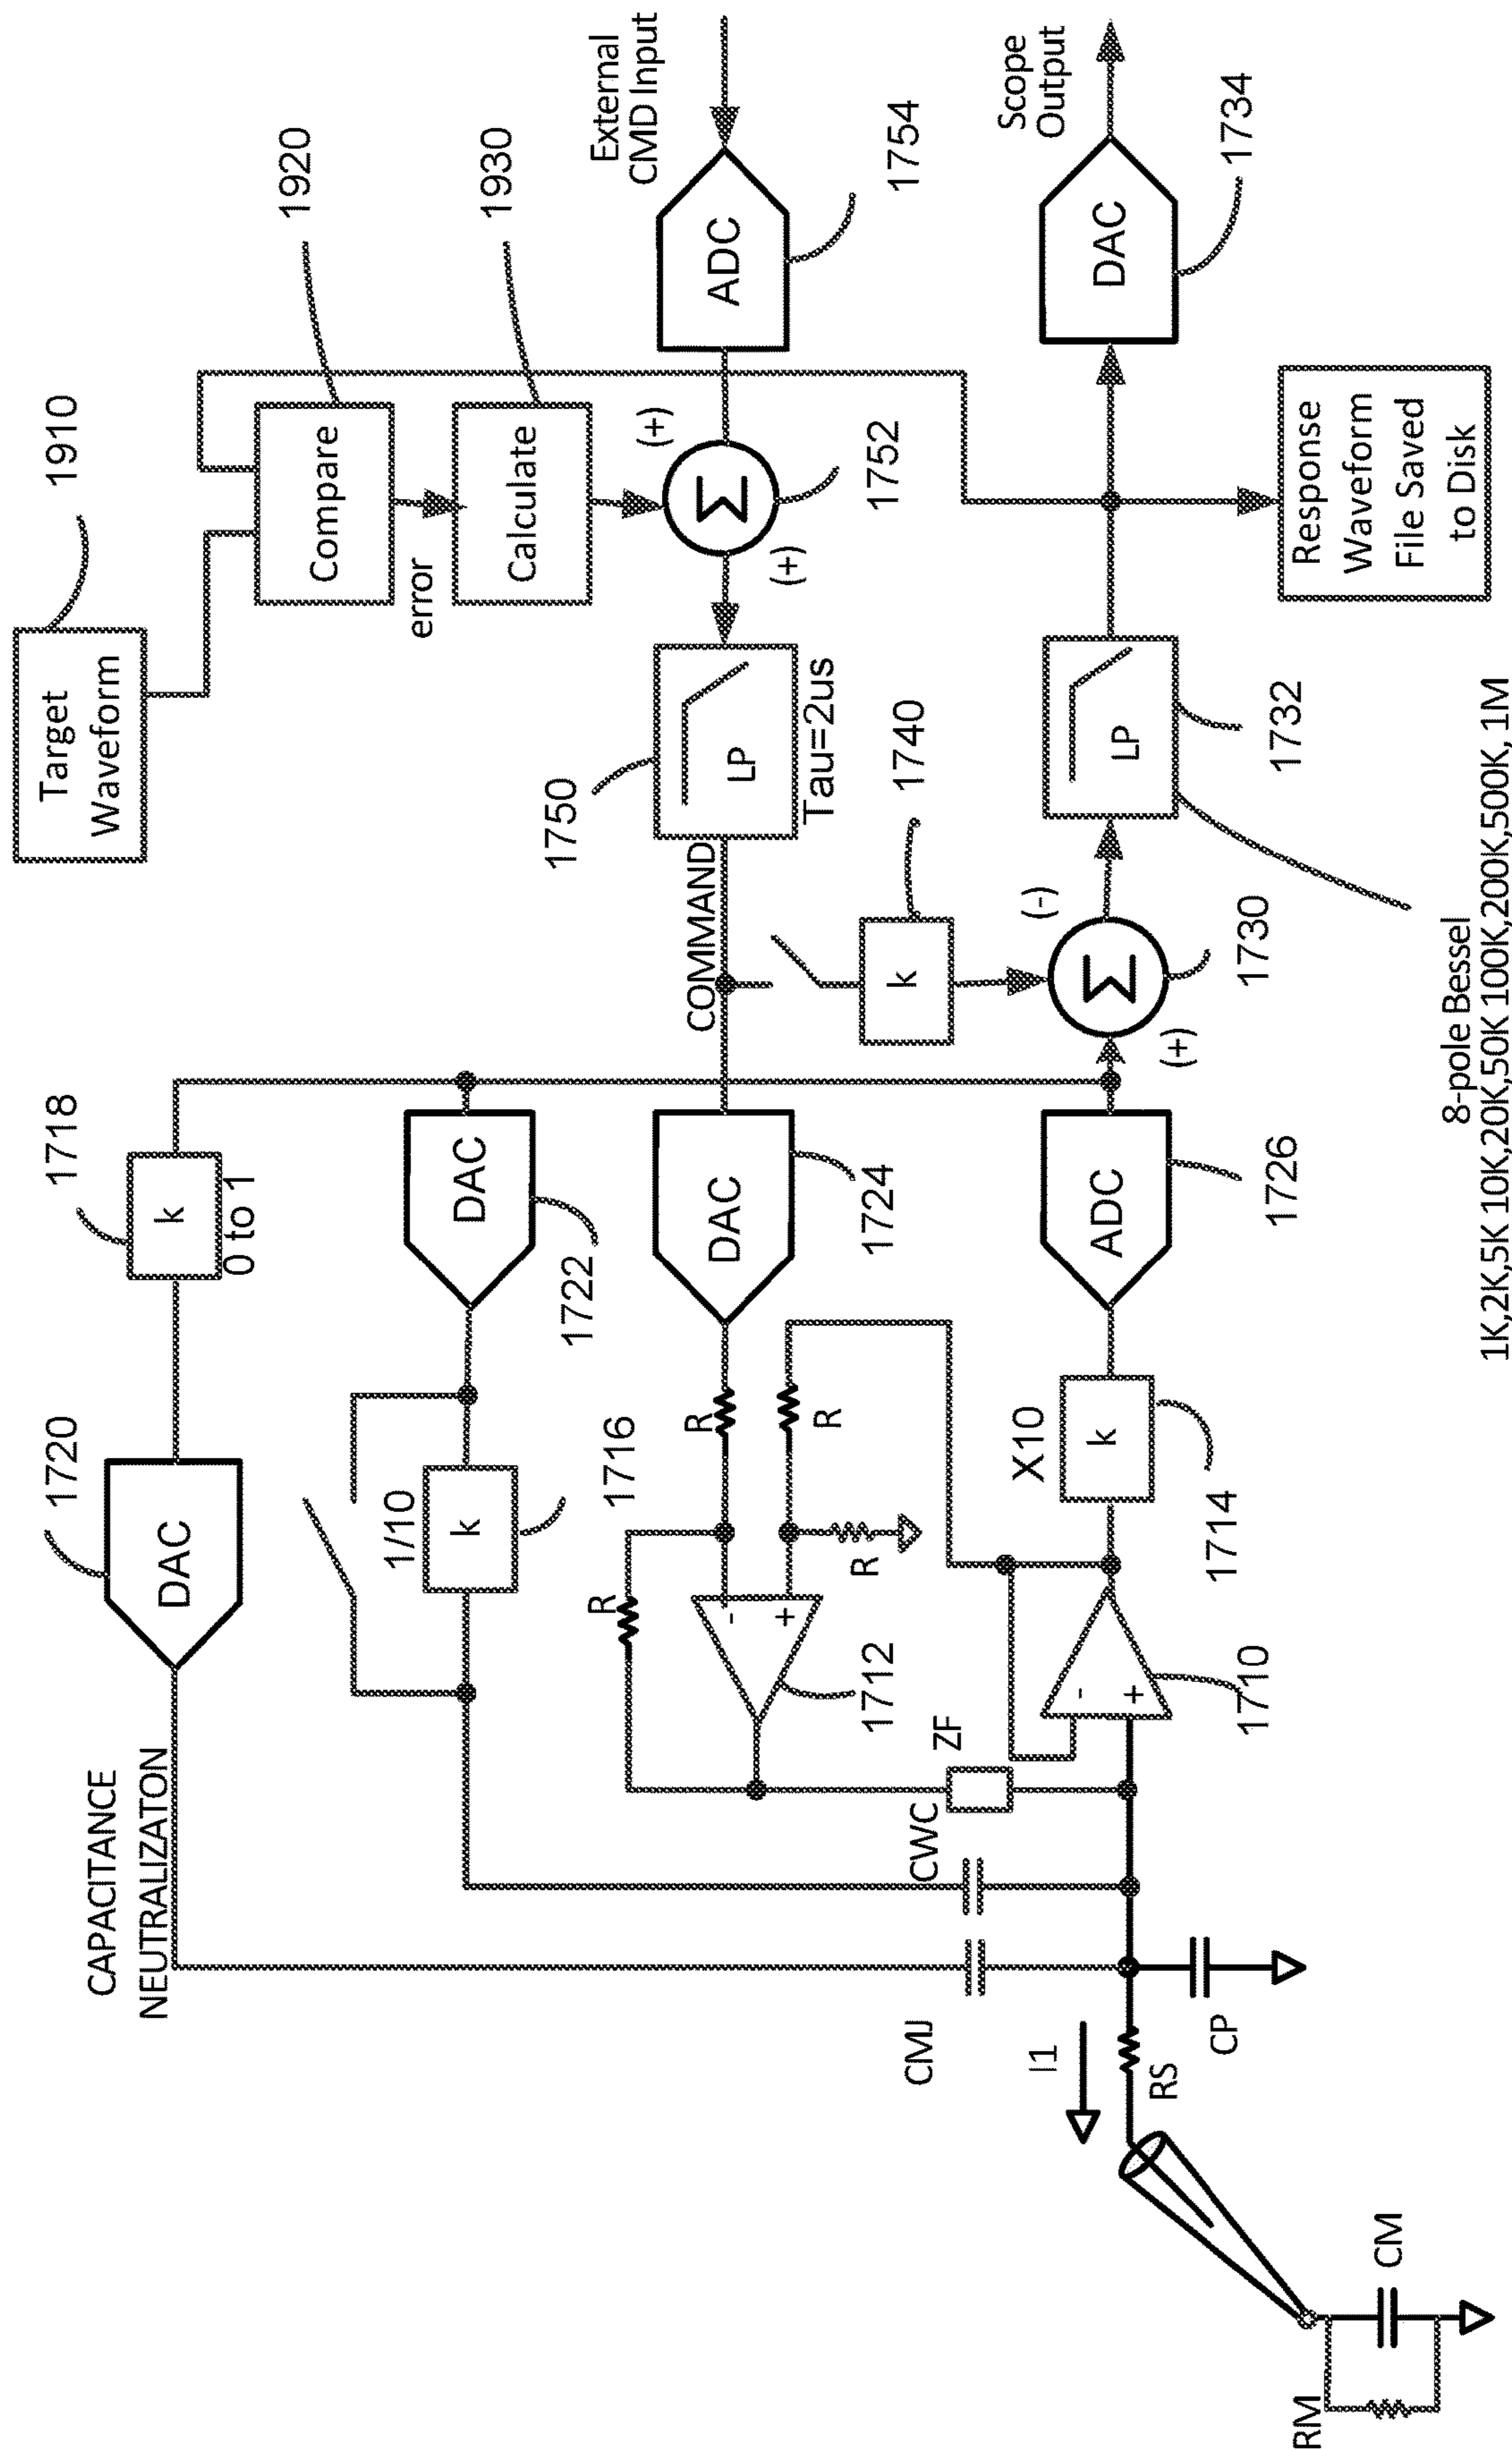 1910
Target
Waveform
1920
Compare
error
1930
Calculate
External
CMD Input
ADC
1754
(+)
Σ
1752
(+)
1750
LP
Tau=2us
COMMAND
1740
k
(-)
Σ
1730
(+)
LP
1732
8-pole Bessel
1K,2K,5K 10K,20K,50K 100K,200K,500K, 1M
Scope
Output
DAC
1734
Response
Waveform
File Saved
to Disk
1718
k
0 to 1
1720
DAC
CAPACITANCE
NEUTRALIZATON
DAC
1722
1/10
k
1716
DAC
1724
R
R
R
R
-
+
1712
ADC
1726
X10
k
1714
-
+
1710
ZF
CWC
CMJ
I1
RS
CP
CM
RM